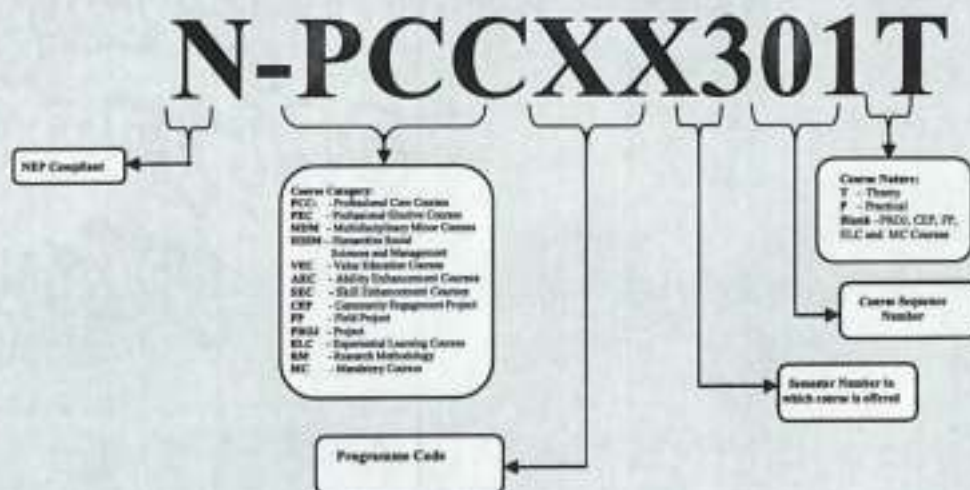 N-PCCXX301T
NEP Compliant
Course Category:
PCC - Professional Core Courses
PEC - Professional Elective Courses
MDM - Multidisciplinary Minor Courses
HSSM - Humanities Social
Sciences and Management
VEC - Value Education Courses
AEC - Ability Enhancement Courses
SEC - Skill Enhancement Courses
CEP - Community Engagement Project
FP - Field Project
PROJ - Project
ELC - Experiential Learning Courses
RM - Research Methodology
MC - Mandatory Courses
Course Nature:
T - Theory
P - Practical
Blank - PROJ, CEP, FP,
ELC and MC Courses
Course Sequence
Number
Semester Number in
which course is offered
Programme Code